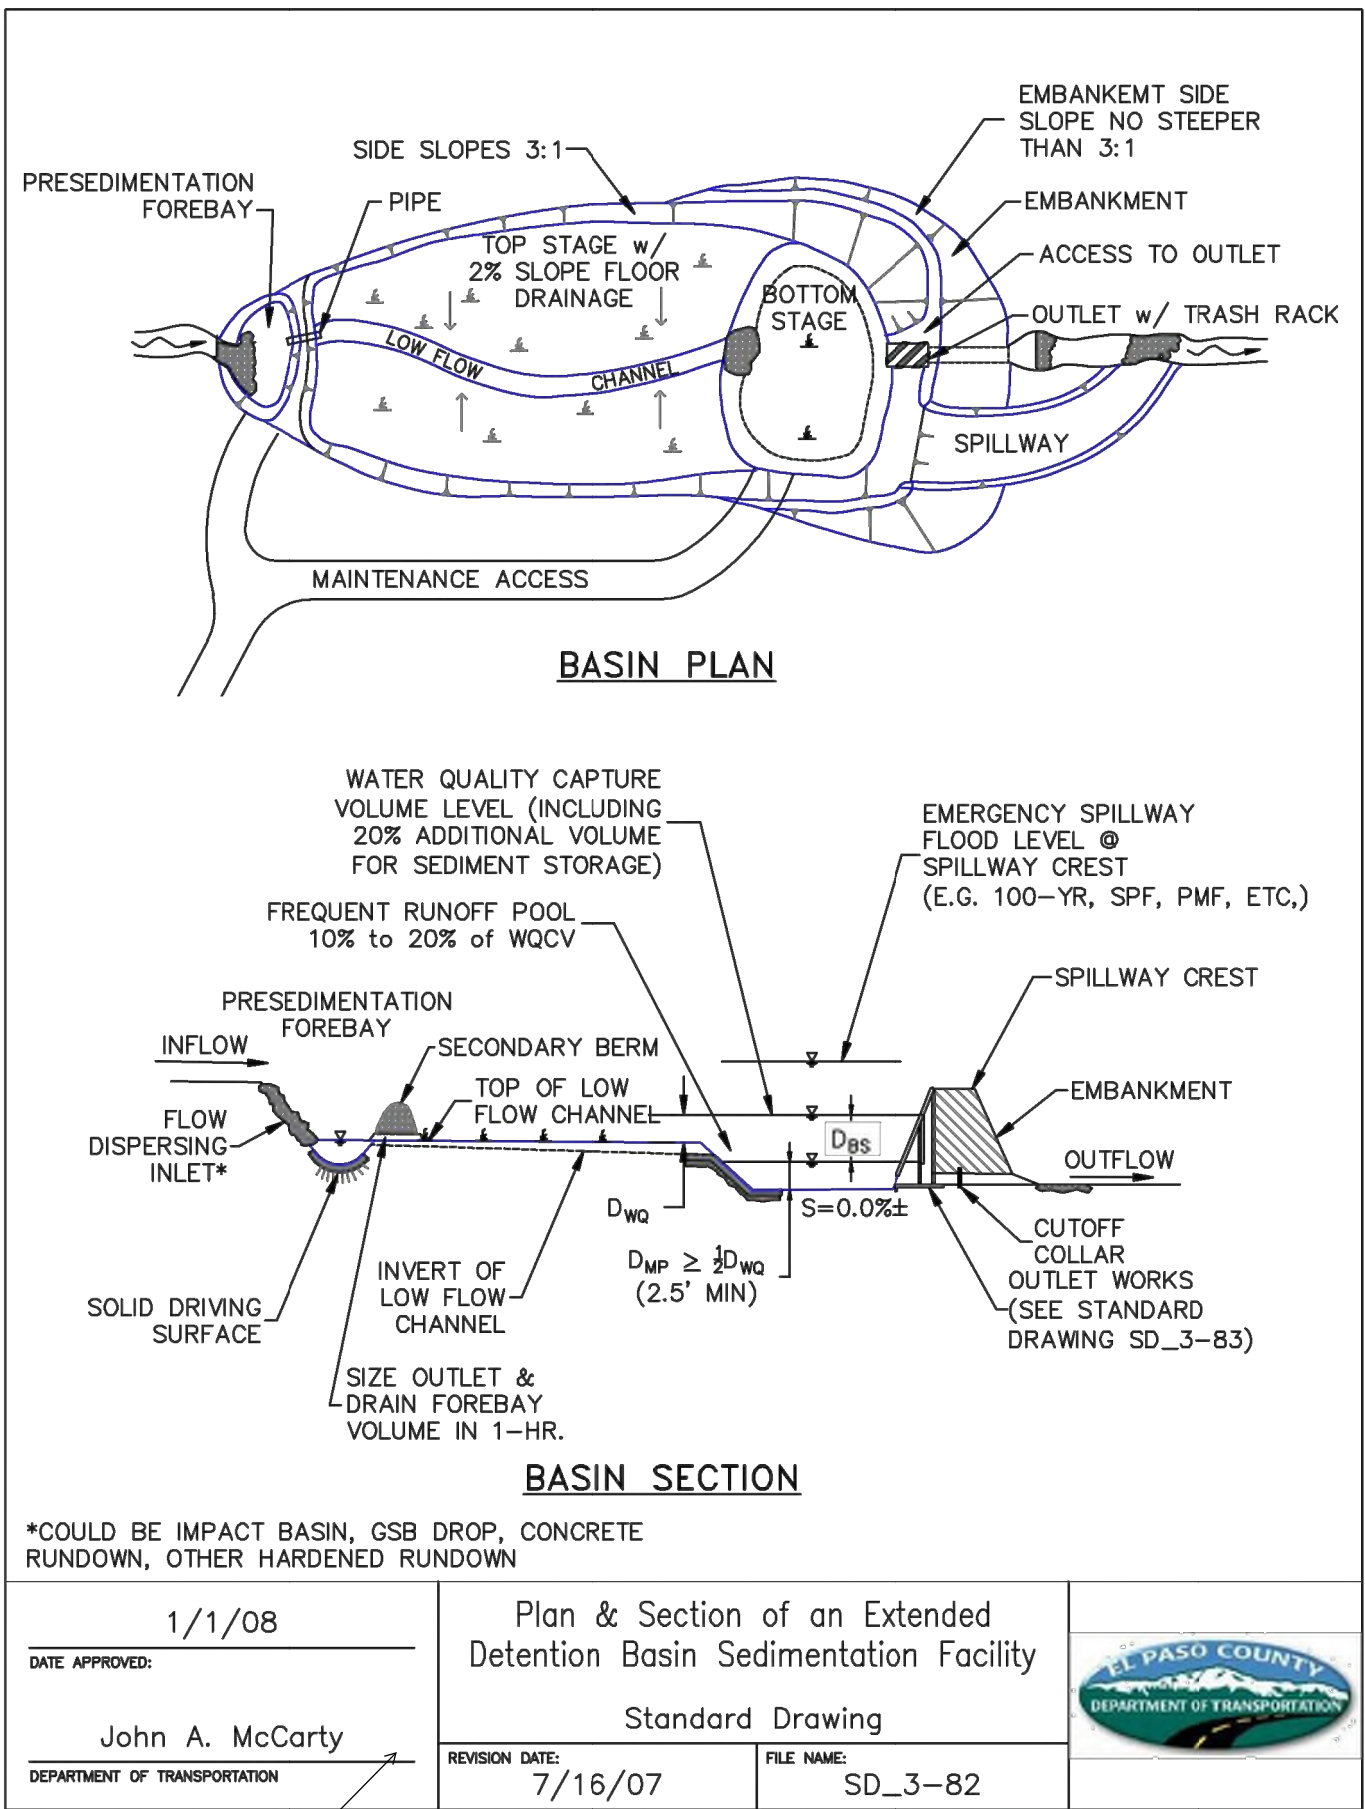 EMBANKEMT SIDE
SLOPE NO STEEPER
THAN 3:1
SIDE SLOPES 3:1
PRESEDIMENTATION
FOREBAY
PIPE
EMBANKMENT
TOP STAGE w/
2% SLOPE FLOOR
DRAINAGE
ACCESS TO OUTLET
BOTTOM
STAGE
OUTLET w/ TRASH RACK
LOW FLOW
CHANNEL
SPILLWAY
MAINTENANCE ACCESS
BASIN PLAN
WATER QUALITY CAPTURE
VOLUME LEVEL (INCLUDING
20% ADDITIONAL VOLUME
FOR SEDIMENT STORAGE)
EMERGENCY SPILLWAY
FLOOD LEVEL @
SPILLWAY CREST
(E.G. 100-YR, SPF, PMF, ETC,)
FREQUENT RUNOFF POOL
10% to 20% of WQCV
SPILLWAY CREST
PRESEDIMENTATION
FOREBAY
INFLOW
SECONDARY BERM
TOP OF LOW
FLOW CHANNEL
EMBANKMENT
FLOW
DISPERSING
INLET*
DBS
OUTFLOW
DWQ
S=0.0%±
CUTOFF
COLLAR
DMP ≥ ½DWQ
(2.5' MIN)
INVERT OF
LOW FLOW
CHANNEL
OUTLET WORKS
(SEE STANDARD
DRAWING SD_3-83)
SOLID DRIVING
SURFACE
SIZE OUTLET &
DRAIN FOREBAY
VOLUME IN 1-HR.
BASIN SECTION
*COULD BE IMPACT BASIN, GSB DROP, CONCRETE
RUNDOWN, OTHER HARDENED RUNDOWN
1/1/08
DATE APPROVED:
John A. McCarty
DEPARTMENT OF TRANSPORTATION
Plan & Section of an Extended
Detention Basin Sedimentation Facility
Standard Drawing
REVISION DATE:
7/16/07
FILE NAME:
SD_3-82
EL PASO COUNTY
DEPARTMENT OF TRANSPORTATION